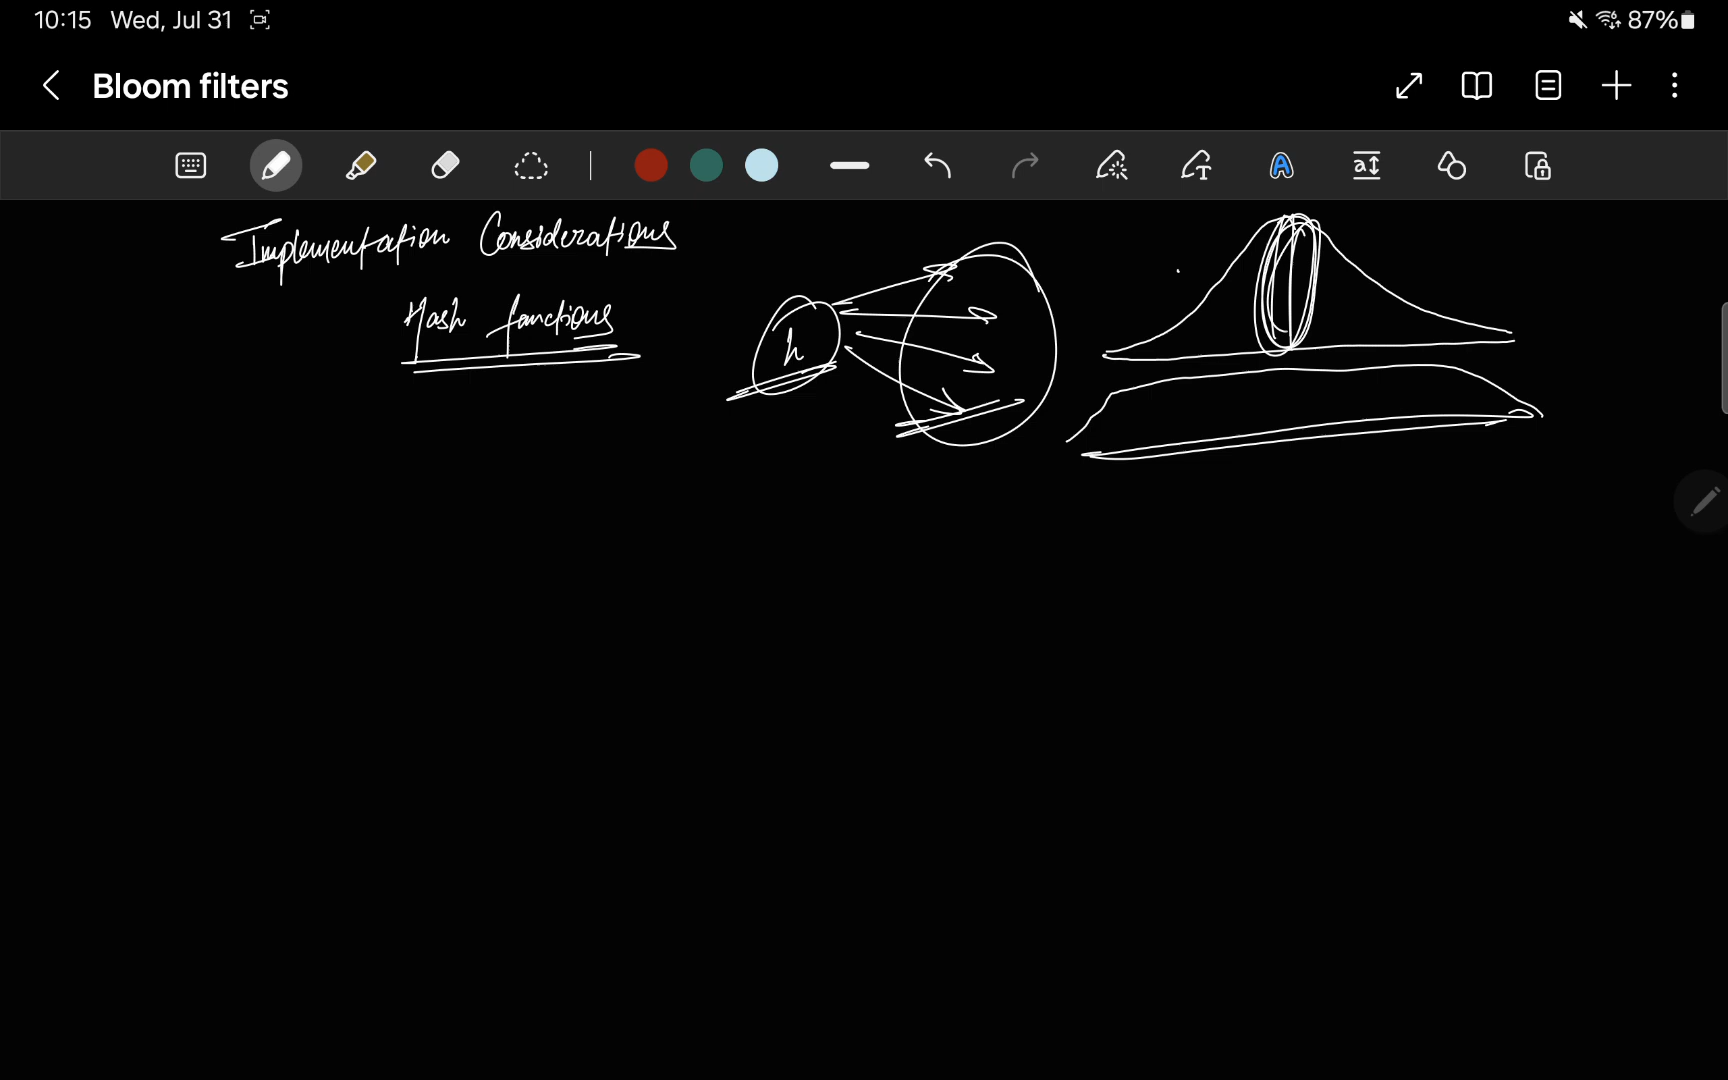 10:15 Wed, Jul 31 87%
Bloom filters
Implementation Considerations
Hash functions
h